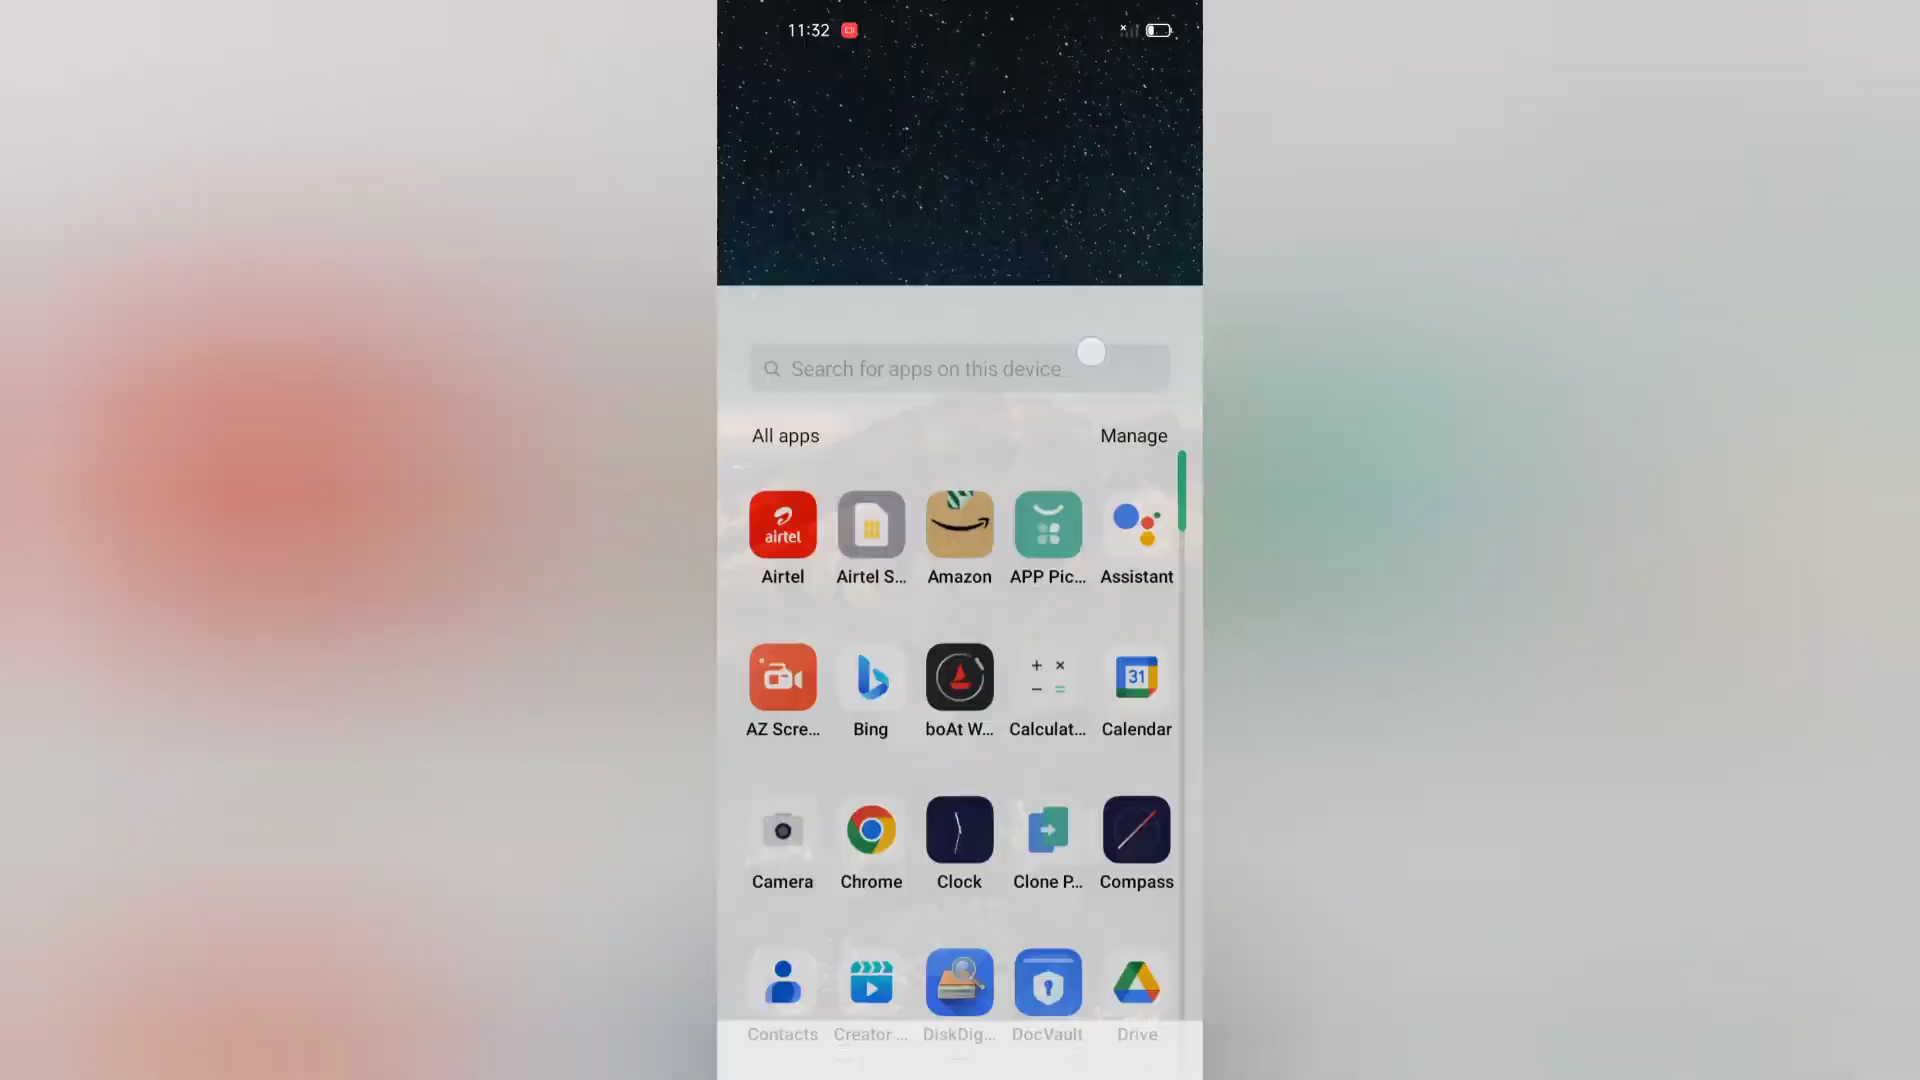 11:32
Search for apps on this device
All apps Manage
airtel
Airtel Airtel S... Amazon APP Pic... Assistant
31
AZ Scre... Bing boAt W... Calculat... Calendar
Camera Chrome Clock Clone P... Compass
Contacts Creator ... DiskDig... DocVault Drive